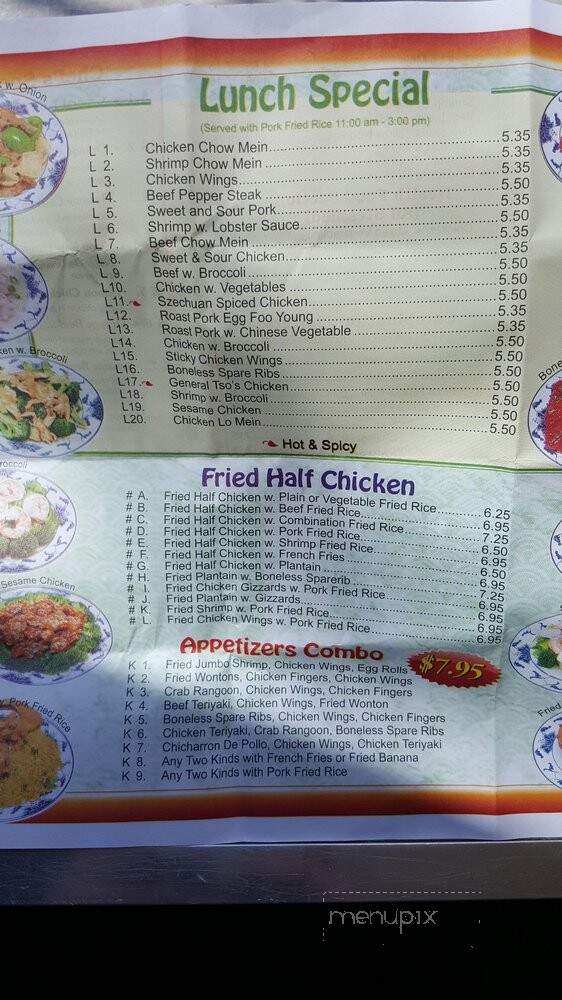 w. Onion
Lunch Special
(Served with Pork Fried Rice 11:00 am - 3:00 pm)
L 1. Chicken Chow Mein 5.35
L 2. Shrimp Chow Mein 5.35
L 3. Chicken Wings 5.35
L 4. Beef Pepper Steak 5.50
L 5. Sweet and Sour Pork 5.35
L 6. Shrimp w. Lobster Sauce 5.50
L 7. Beef Chow Mein 5.35
L 8. Sweet & Sour Chicken 5.35
L 9. Beef w. Broccoli 5.50
L10. Chicken w. Vegetables 5.50
L11. Szechuan Spiced Chicken 5.50
L12. Roast Pork Egg Foo Young 5.35
L13. Roast Pork w. Chinese Vegetable 5.35
L14. Chicken w. Broccoli 5.50
L15. Sticky Chicken Wings 5.50
L16. Boneless Spare Ribs 5.50
L17. General Tso's Chicken 5.50
L18. Shrimp w. Broccoli 5.50
L19. Sesame Chicken 5.50
L20. Chicken Lo Mein 5.50
Hot & Spicy
w. Broccoli
Sesame Chicken
Pork Fried Rice
Fried Half Chicken
# A. Fried Half Chicken w. Plain or Vegetable Fried Rice 6.25
# B. Fried Half Chicken w. Beef Fried Rice 6.95
# C. Fried Half Chicken w. Combination Fried Rice 7.25
# D. Fried Half Chicken w. Pork Fried Rice 6.50
# E. Fried Half Chicken w. Shrimp Fried Rice 6.95
# F. Fried Half Chicken w. French Fries 6.50
# G. Fried Half Chicken w. Plantain 6.95
# H. Fried Plantain w. Boneless Sparerib 7.25
# I. Fried Chicken Gizzards w. Pork Fried Rice 6.95
# J. Fried Plantain w. Gizzards 6.95
# K. Fried Shrimp w. Pork Fried Rice 6.95
# L. Fried Chicken Wings w. Pork Fried Rice 6.95
Appetizers Combo
$7.95
K 1. Fried Jumbo Shrimp, Chicken Wings, Egg Rolls
K 2. Fried Wontons, Chicken Fingers, Chicken Wings
K 3. Crab Rangoon, Chicken Wings, Chicken Fingers
K 4. Beef Teriyaki, Chicken Wings, Fried Wonton
K 5. Boneless Spare Ribs, Chicken Wings, Chicken Fingers
K 6. Chicken Teriyaki, Crab Rangoon, Boneless Spare Ribs
K 7. Chicharron De Pollo, Chicken Wings, Chicken Teriyaki
K 8. Any Two Kinds with French Fries or Fried Banana
K 9. Any Two Kinds with Pork Fried Rice
Fried
menupix